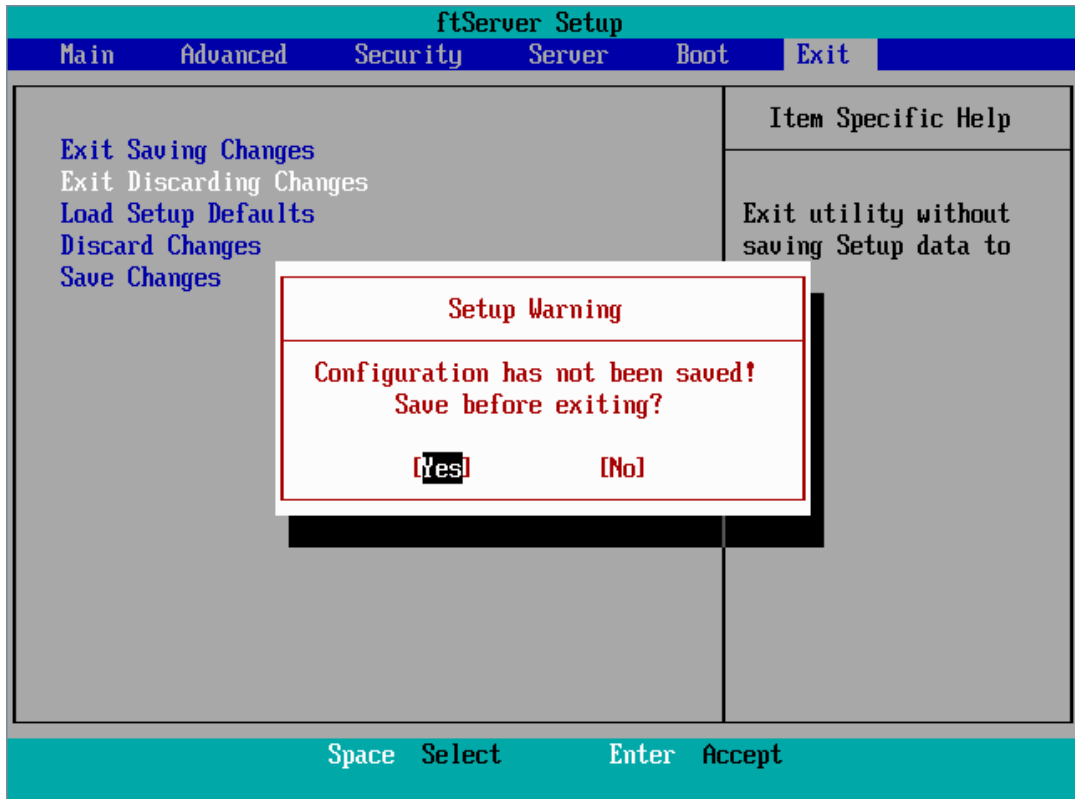 ftServer Setup
Main Advanced Security Server Boot Exit
Exit Saving Changes
Exit Discarding Changes
Load Setup Defaults
Discard Changes
Save Changes
Item Specific Help
Exit utility without
saving Setup data to
Setup Warning
Configuration has not been saved!
Save before exiting?
[Yes] [No]
Space Select Enter Accept